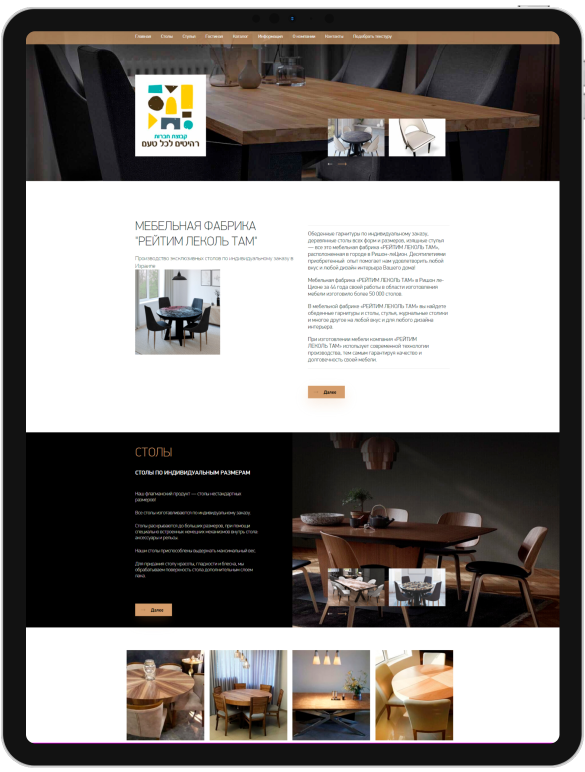 Главная Столы Стулья Гостиная Каталог Информация О компании Контакты Подобрать текстуру
קבוצת חברות
רהיטים לכל טעם
МЕБЕЛЬНАЯ ФАБРИКА
"РЕЙТИМ ЛЕКОЛЬ ТАМ"
Производство эксклюзивных столов по индивидуальному заказу в
Израиле
Обеденные гарнитуры по индивидуальному заказу,
деревянные столы всех форм и размеров, изящные стулья
— все это мебельная фабрика «РЕЙТИМ ЛЕКОЛЬ ТАМ»,
расположенная в городе в Ришон-леЦион. Десятилетиями
приобретенный опыт помогает нам удовлетворить любой
вкус и любой дизайн интерьера Вашего дома!
Мебельная фабрика «РЕЙТИМ ЛЕКОЛЬ ТАМ» в Ришон ле-
Ционе за 44 года своей работы в области изготовления
мебели изготовило более 50 000 столов.
В мебельной фабрике «РЕЙТИМ ЛЕКОЛЬ ТАМ» вы найдете
обеденные гарнитуры и столы, стулья, журнальные столики
и многое другое на любой вкус и для любого дизайна
интерьера.
При изготовлении мебели компания «РЕЙТИМ
ЛЕКОЛЬ ТАМ» использует современной технологии
производства, тем самым гарантируя качество и
долговечность своей мебели.
Далее
СТОЛЫ
СТОЛЫ ПО ИНДИВИДУАЛЬНЫМ РАЗМЕРАМ
Наш флагманский продукт — столы нестандартных
размеров!
Все столы изготавливаются по индивидуальному заказу.
Столы раскрываются до больших размеров, при помощи
специально встроенных немецких механизмов внутрь стола
аксессуары и рельсы.
Наши столы приспособлены выдержать максимальный вес.
Для придания столу красоты, гладкости и блеска, мы
обрабатываем поверхность стола дополнительным слоем
лака.
Далее